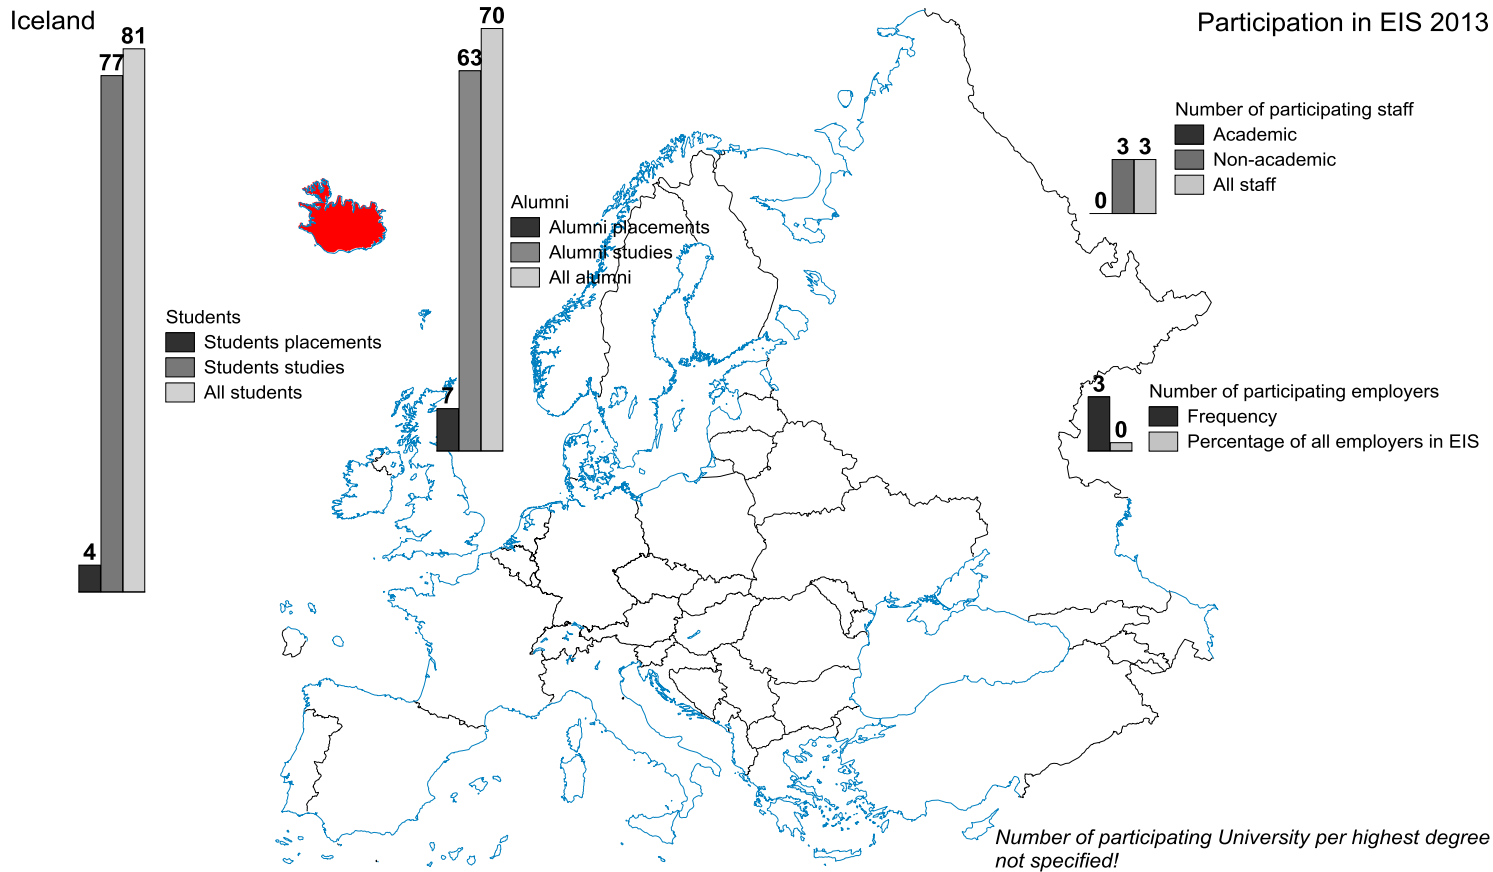 Iceland
Participation in EIS 2013
81
77
4
Students
Students placements
Students studies
All students
70
63
7
Alumni
Alumni placements
Alumni studies
All alumni
Number of participating staff
Academic
Non-academic
All staff
0
3
3
Number of participating employers
Frequency
Percentage of all employers in EIS
3
0
Number of participating University per highest degree
not specified!